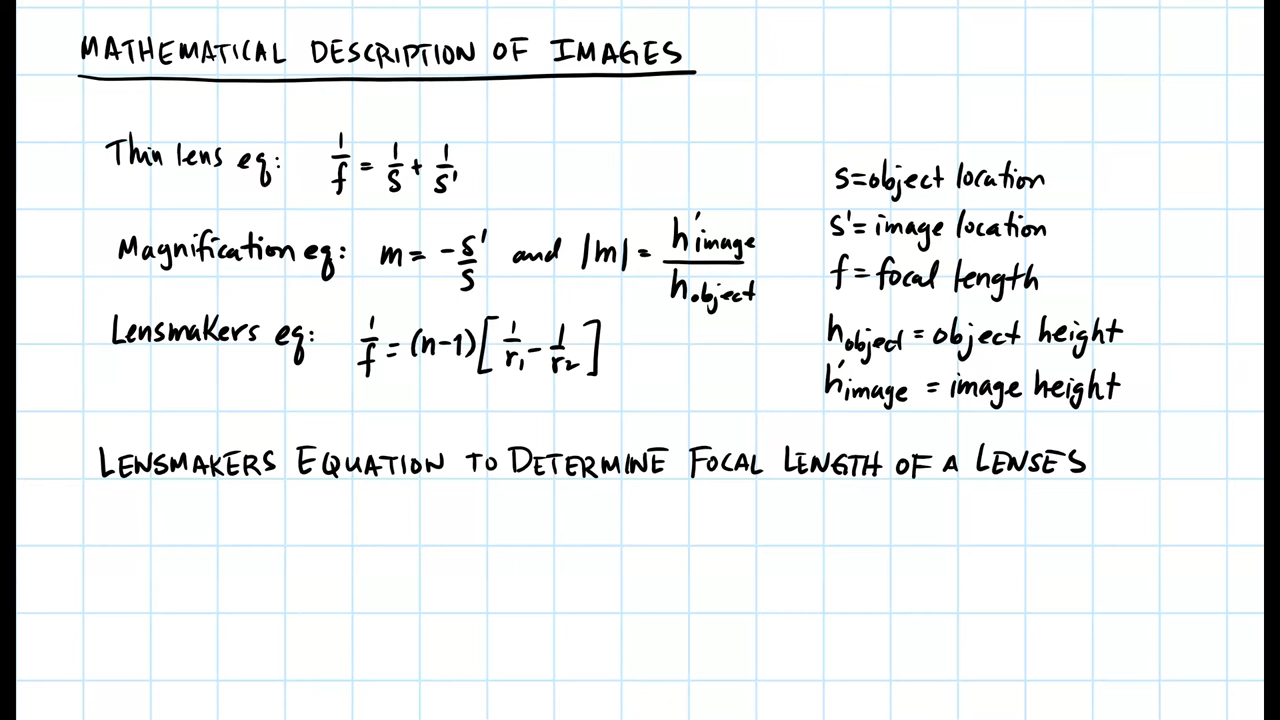 MATHEMATICAL DESCRIPTION OF IMAGES
Thin lens eq: 1/f = 1/s + 1/s'
Magnification eq: m = -s'/s and |m| = h'image/hobject
Lensmakers eq: 1/f = (n-1)[1/r1 - 1/r2]
s=object location
s'=image location
f=focal length
hobject=object height
h'image = image height
LENSMAKERS EQUATION TO DETERMINE FOCAL LENGTH OF A LENSES